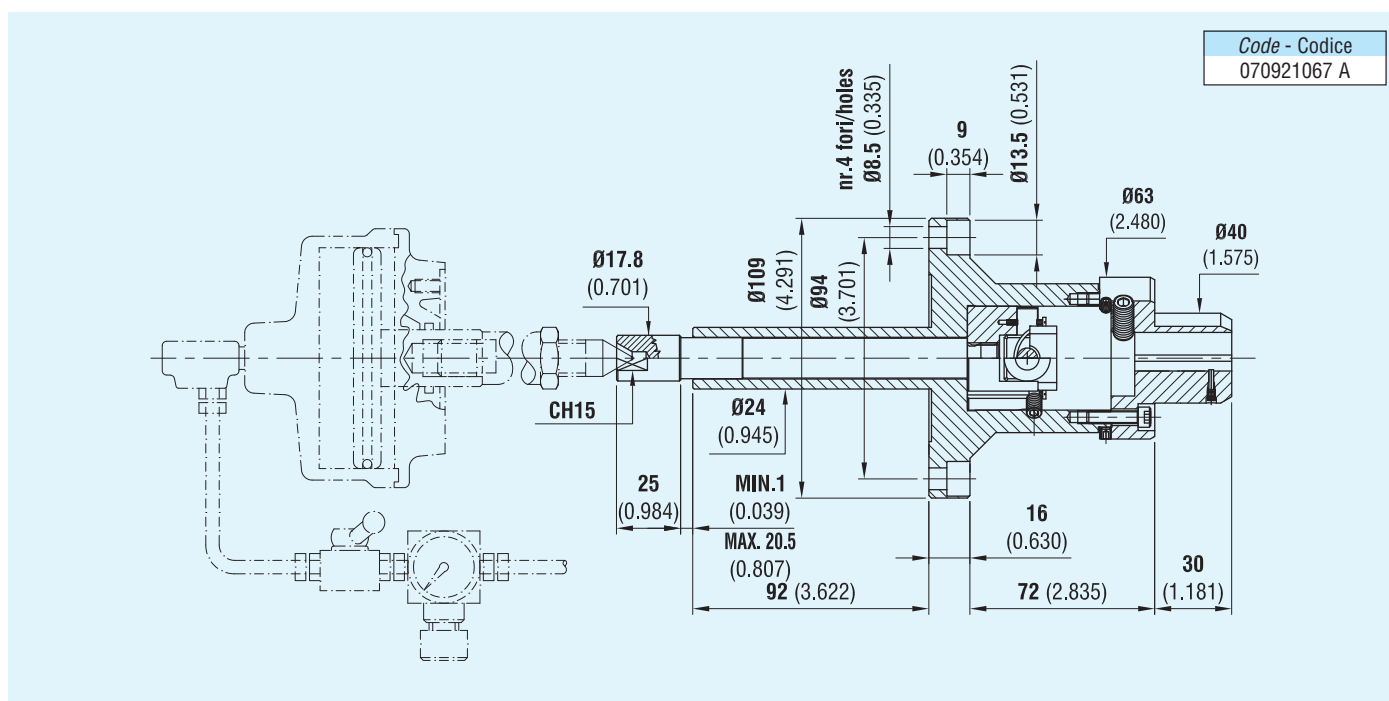 Code - Codice
070921067 A
nr.4 fori/holes
Ø8.5 (0.335)
9
(0.354)
Ø13.5 (0.531)
Ø63
(2.480)
Ø40
(1.575)
Ø17.8
(0.701)
Ø109
(4.291)
Ø94
(3.701)
CH15
Ø24
(0.945)
25
(0.984)
MIN.1
(0.039)
MAX. 20.5
(0.807)
16
(0.630)
92 (3.622)
72 (2.835)
30
(1.181)